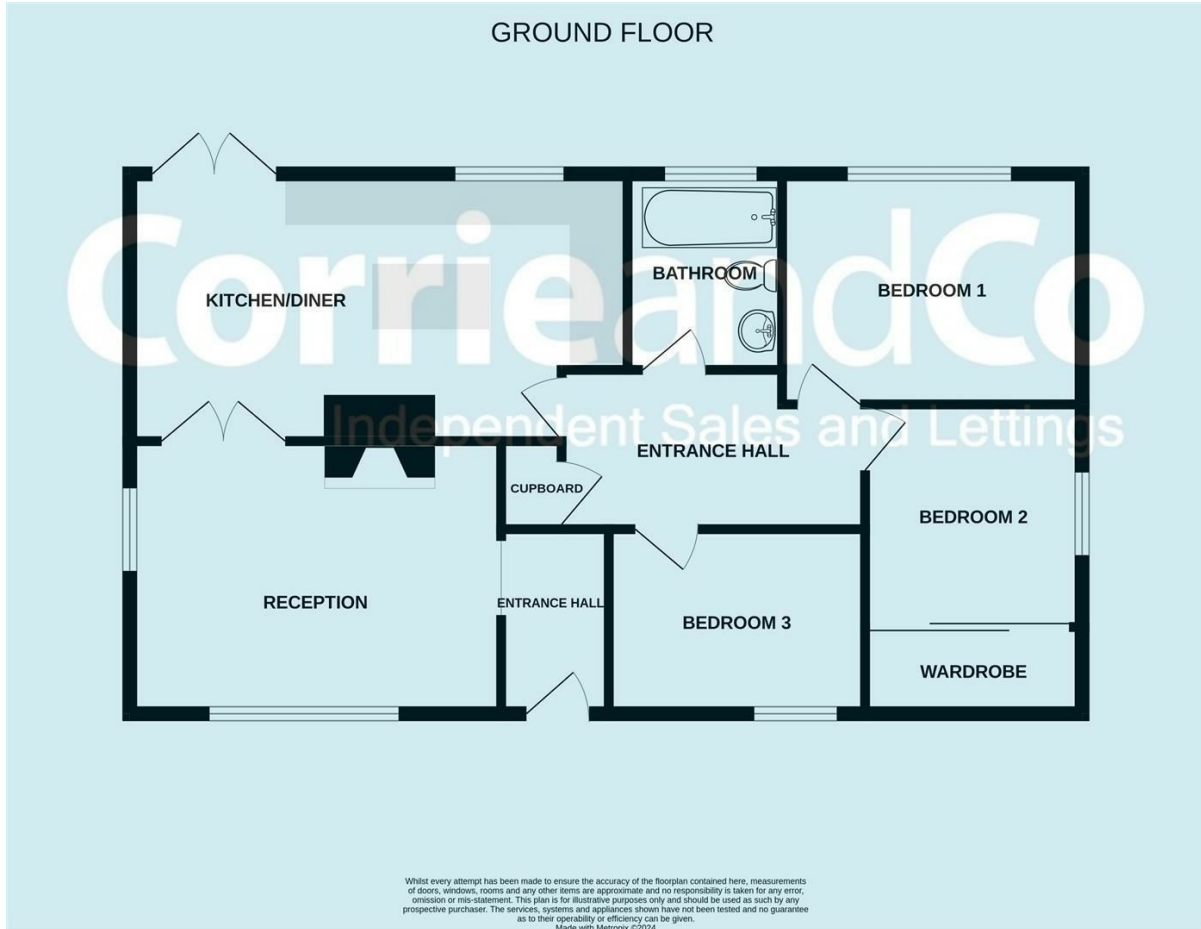 GROUND FLOOR
CorrieandCo
Independent Sales and Lettings
KITCHEN/DINER
BATHROOM
BEDROOM 1
ENTRANCE HALL
CUPBOARD
BEDROOM 2
RECEPTION
ENTRANCE HALL
BEDROOM 3
WARDROBE
Whilst every attempt has been made to ensure the accuracy of the floorplan contained here, measurements
of doors, windows, rooms and any other items are approximate and no responsibility is taken for any error,
omission or mis-statement. This plan is for illustrative purposes only and should be used as such by any
prospective purchaser. The services, systems and appliances shown have not been tested and no guarantee
as to their operability or efficiency can be given.
Made with Metropix ©2024